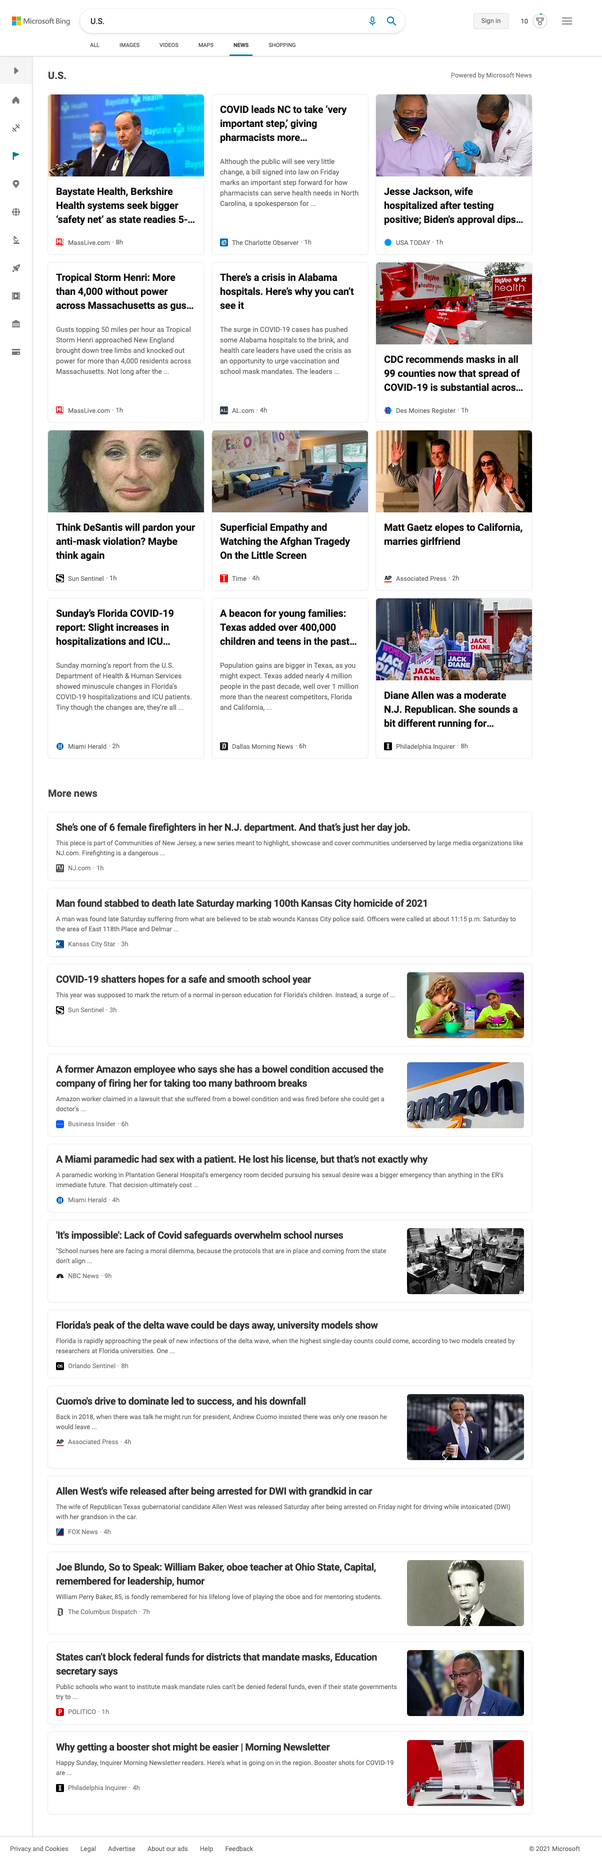 Microsoft Bing
U.S.
Sign in
10
ALL IMAGES VIDEOS MAPS NEWS SHOPPING
U.S.
Powered by Microsoft News
Baystate Health, Berkshire
Health systems seek bigger
'safety net' as state readies 5-...
MassLive.com · 8h
COVID leads NC to take 'very
important step,' giving
pharmacists more...
Although the public will see very little
change, a bill signed into law on Friday
marks an important step forward for how
pharmacists can serve health needs in North
Carolina, a spokesperson for ...
The Charlotte Observer · 1h
Jesse Jackson, wife
hospitalized after testing
positive; Biden's approval dips...
USA TODAY · 1h
Tropical Storm Henri: More
than 4,000 without power
across Massachusetts as gus...
Gusts topping 50 miles per hour as Tropical
Storm Henri approached New England
brought down tree limbs and knocked out
power for more than 4,000 residents across
Massachusetts. Not long after the ...
MassLive.com · 1h
There's a crisis in Alabama
hospitals. Here's why you can't
see it
The surge in COVID-19 cases has pushed
some Alabama hospitals to the brink, and
health care leaders have used the crisis as
an opportunity to urge vaccination and
school mask mandates. The leaders ...
AL.com · 4h
HyVee
health
CDC recommends masks in all
99 counties now that spread of
COVID-19 is substantial acros...
Des Moines Register · 1h
Think DeSantis will pardon your
anti-mask violation? Maybe
think again
Sun Sentinel · 1h
Superficial Empathy and
Watching the Afghan Tragedy
On the Little Screen
Time · 4h
Matt Gaetz elopes to California,
marries girlfriend
AP Associated Press · 2h
Sunday's Florida COVID-19
report: Slight increases in
hospitalizations and ICU...
Sunday morning's report from the U.S.
Department of Health & Human Services
showed minuscule changes in Florida's
COVID-19 hospitalizations and ICU patients.
Tiny though the changes are, they're all ...
Miami Herald · 2h
A beacon for young families:
Texas added over 400,000
children and teens in the past...
Population gains are bigger in Texas, as you
might expect. Texas added nearly 4 million
people in the past decade, well over 1 million
more than the nearest competitors, Florida
and California, ...
Dallas Morning News · 6h
JACK
DIANE
Diane Allen was a moderate
N.J. Republican. She sounds a
bit different running for...
Philadelphia Inquirer · 8h
More news
She's one of 6 female firefighters in her N.J. department. And that's just her day job.
This piece is part of Communities of New Jersey, a new series meant to highlight, showcase and cover communities underserved by large media organizations like
NJ.com. Firefighting is a dangerous ...
NJ.com · 1h
Man found stabbed to death late Saturday marking 100th Kansas City homicide of 2021
A man was found late Saturday suffering from what are believed to be stab wounds Kansas City police said. Officers were called at about 11:15 p.m. Saturday to
the area of East 118th Place and Delmar ...
Kansas City Star · 3h
COVID-19 shatters hopes for a safe and smooth school year
This year was supposed to mark the return of a normal in-person education for Florida's children. Instead, a surge of ...
Sun Sentinel · 3h
A former Amazon employee who says she has a bowel condition accused the
company of firing her for taking too many bathroom breaks
Amazon worker claimed in a lawsuit that she suffered from a bowel condition and was fired before she could get a
doctor's ...
Business Insider · 6h
amazon
A Miami paramedic had sex with a patient. He lost his license, but that's not exactly why
A paramedic working in Plantation General Hospital's emergency room decided pursuing his sexual desire was a bigger emergency than anything in the ER's
immediate future. That decision ultimately cost ...
Miami Herald · 4h
'It's impossible': Lack of Covid safeguards overwhelm school nurses
"School nurses here are facing a moral dilemma, because the protocols that are in place and coming from the state
don't align ...
NBC News · 9h
Florida's peak of the delta wave could be days away, university models show
Florida is rapidly approaching the peak of new infections of the delta wave, when the highest single-day counts could come, according to two models created by
researchers at Florida universities. One ...
OS Orlando Sentinel · 8h
Cuomo's drive to dominate led to success, and his downfall
Back in 2018, when there was talk he might run for president, Andrew Cuomo insisted there was only one reason he
would leave ...
AP Associated Press · 4h
Allen West's wife released after being arrested for DWI with grandkid in car
The wife of Republican Texas gubernatorial candidate Allen West was released Saturday after being arrested on Friday night for driving while intoxicated (DWI)
with her grandson in the car.
FOX News · 4h
Joe Blundo, So to Speak: William Baker, oboe teacher at Ohio State, Capital,
remembered for leadership, humor
William Perry Baker, 85, is fondly remembered for his lifelong love of playing the oboe and for mentoring students.
The Columbus Dispatch · 7h
States can't block federal funds for districts that mandate masks, Education
secretary says
Public schools who want to institute mask mandate rules can't be denied federal funds, even if their state governments
try to ...
POLITICO · 1h
Why getting a booster shot might be easier | Morning Newsletter
Happy Sunday, Inquirer Morning Newsletter readers. Here's what is going on in the region. Booster shots for COVID-19
are ...
Philadelphia Inquirer · 4h
Privacy and Cookies Legal Advertise About our ads Help Feedback © 2021 Microsoft